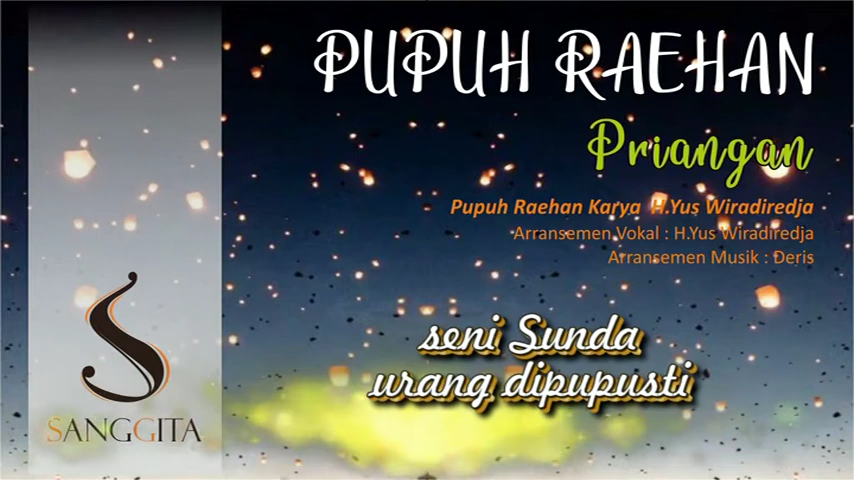 PUPUH RAEHAN
Priangan
Pupuh Raehan Karya H.Yus Wiradiredja
Arransemen Vokal : H.Yus Wiradiredja
Arransemen Musik : Deris
seni Sunda
urang dipupusti
SANGGITA